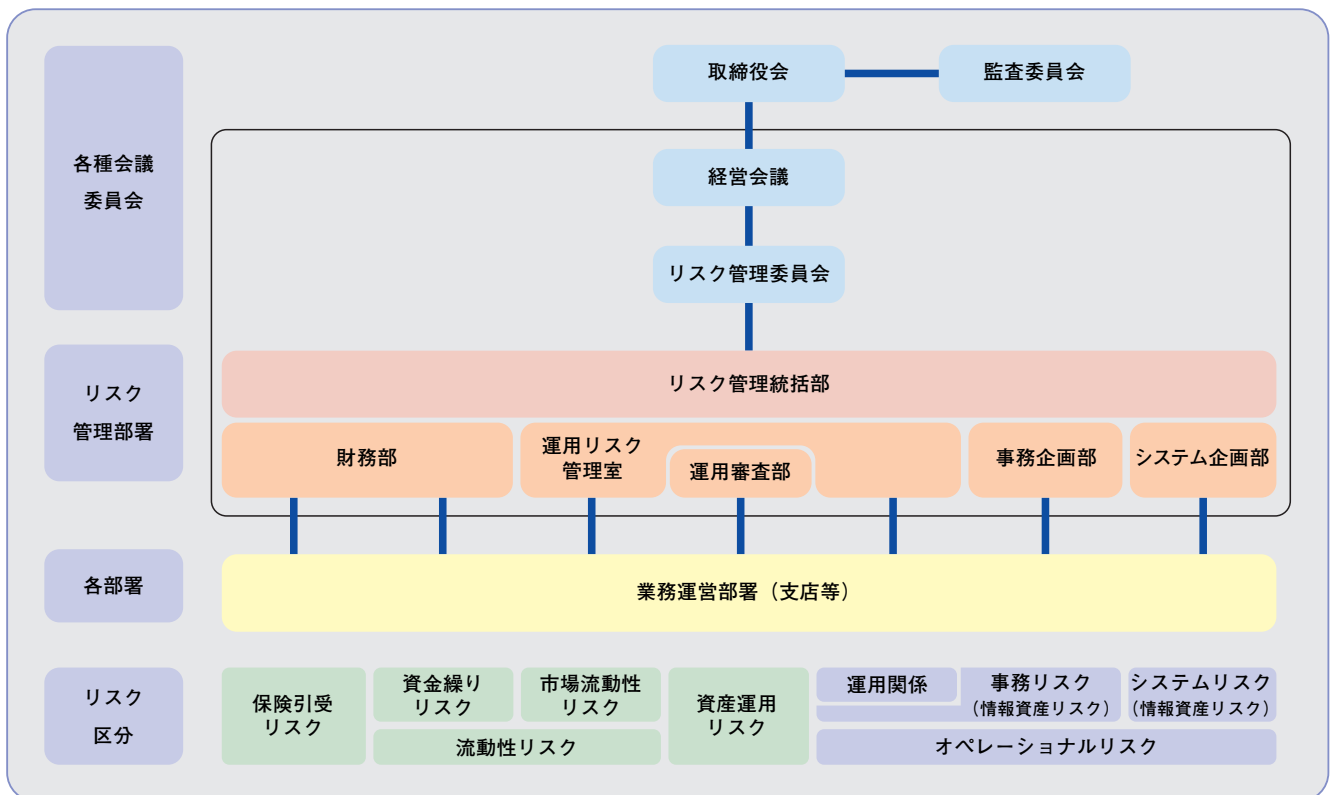 取締役会
監査委員会
各種会議
委員会
経営会議
リスク管理委員会
リスク
管理部署
リスク管理統括部
財務部
運用リスク
管理室
運用審査部
事務企画部
システム企画部
各部署
業務運営部署（支店等）
リスク
区分
保険引受
リスク
資金繰り
リスク
市場流動性
リスク
流動性リスク
資産運用
リスク
運用関係
事務リスク
（情報資産リスク）
システムリスク
（情報資産リスク）
オペレーショナルリスク